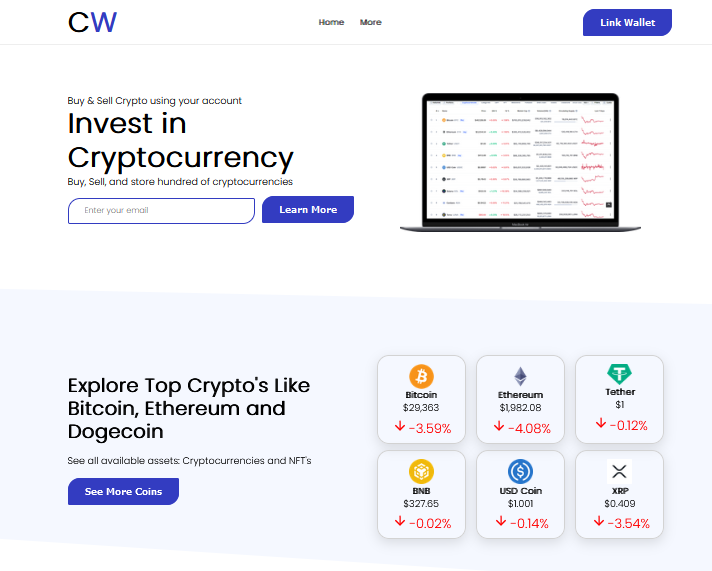 CW
Home
More
Link Wallet
Buy & Sell Crypto using your account
Invest in
Cryptocurrency
Buy, Sell, and store hundred of cryptocurrencies
Enter your email
Learn More
Explore Top Crypto's Like
Bitcoin, Ethereum and
Dogecoin
See all available assets: Cryptocurrencies and NFT's
See More Coins
Bitcoin
$29,363
-3.59%
Ethereum
$1,982.08
-4.08%
Tether
$1
-0.12%
BNB
$327.65
-0.02%
USD Coin
$1.001
-0.14%
XRP
$0.409
-3.54%